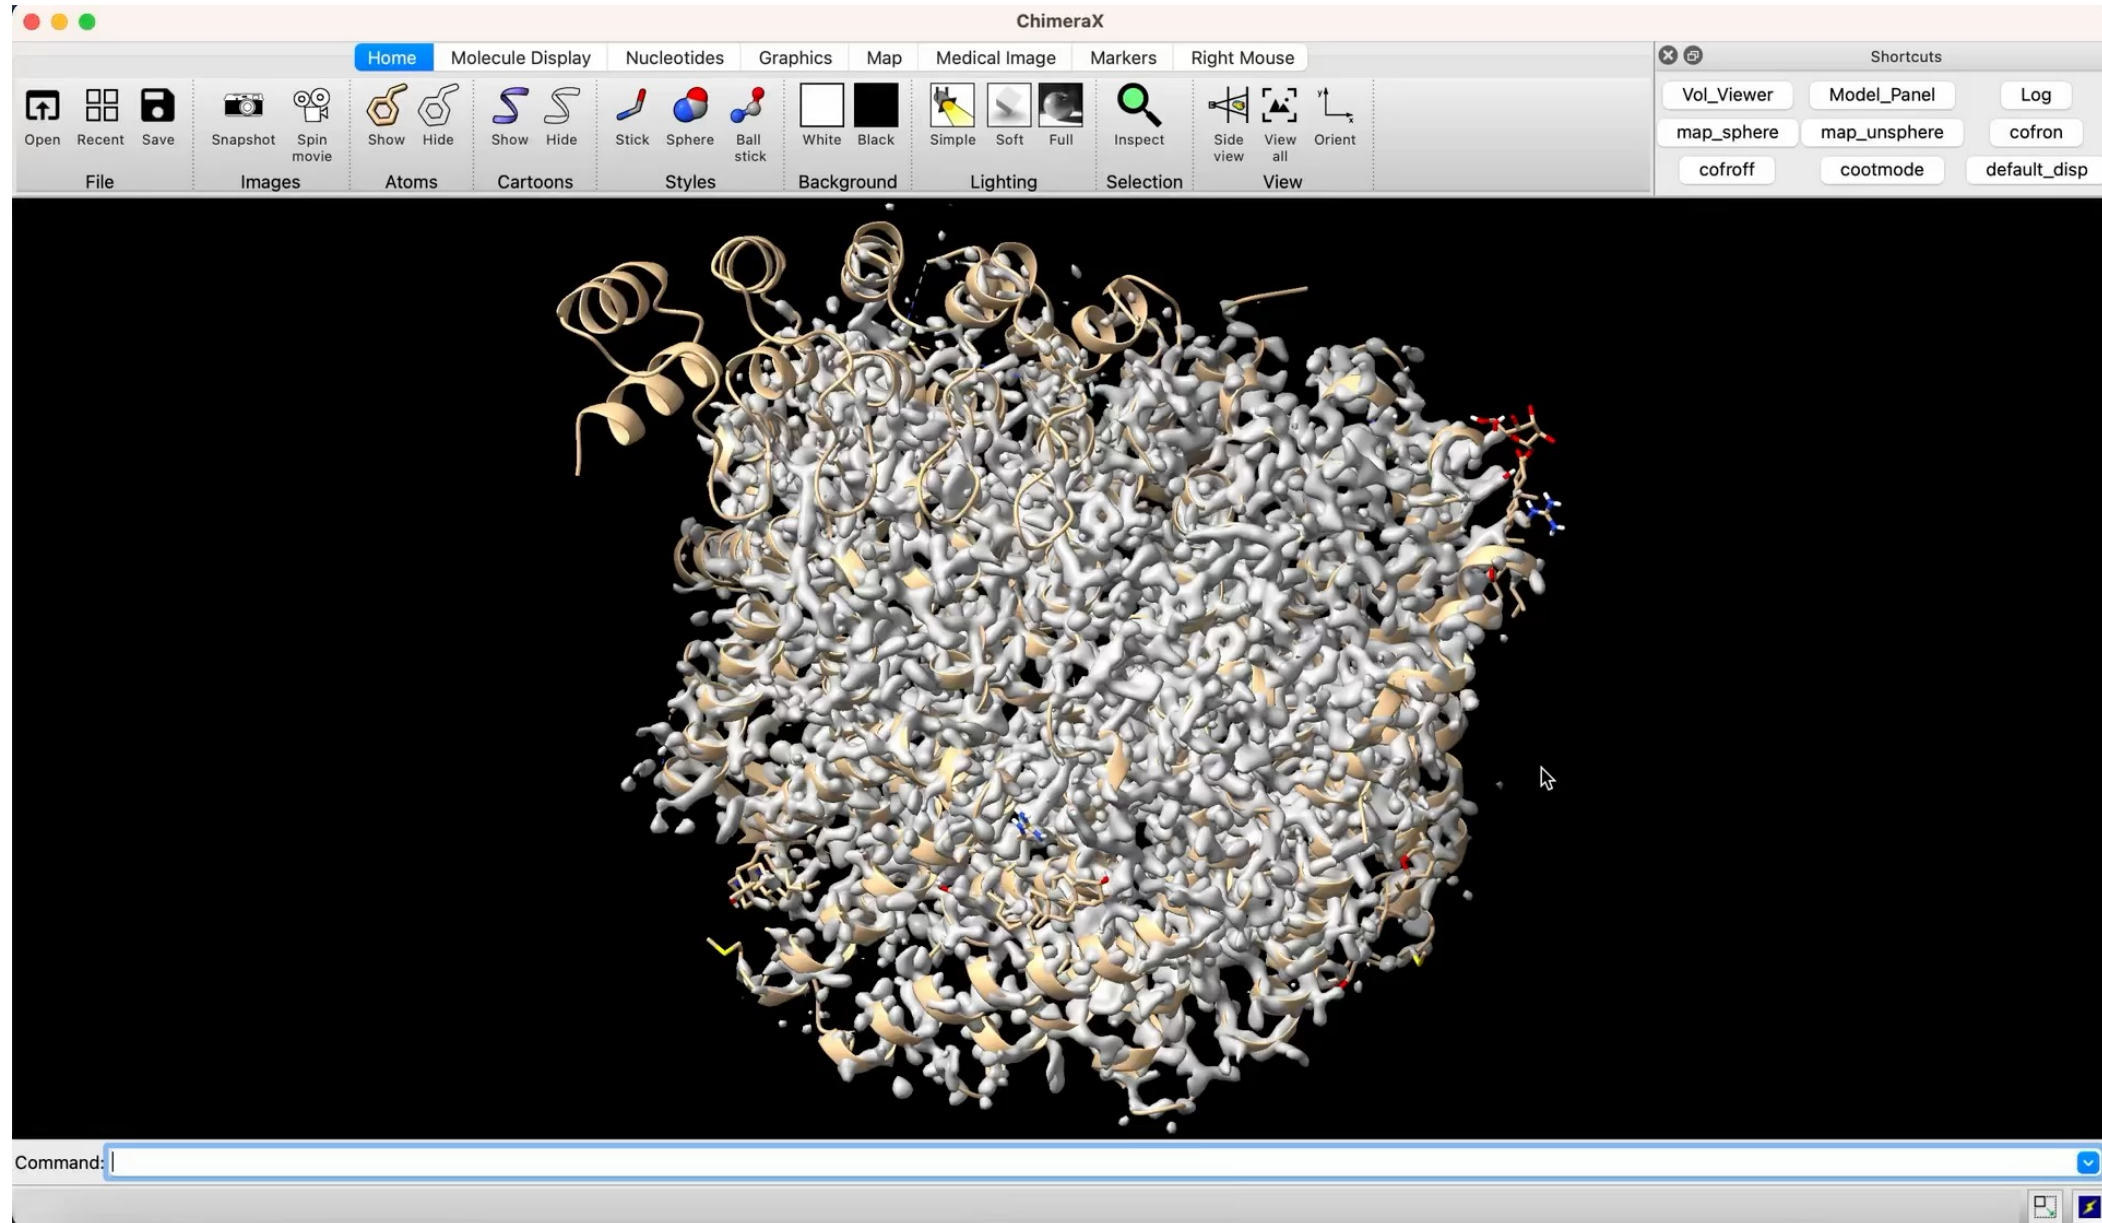 ChimeraX
Home Molecule Display Nucleotides Graphics Map Medical Image Markers Right Mouse
Shortcuts
Open Recent Save
Snapshot Spin movie
Show Hide
Show Hide
Stick Sphere Ball stick
White Black
Simple Soft Full
Inspect
Side view View all Orient
File Images Atoms Cartoons Styles Background Lighting Selection View
Vol_Viewer Model_Panel Log
map_sphere map_unsphere cofron
cofroff cootmode default_disp
Command: